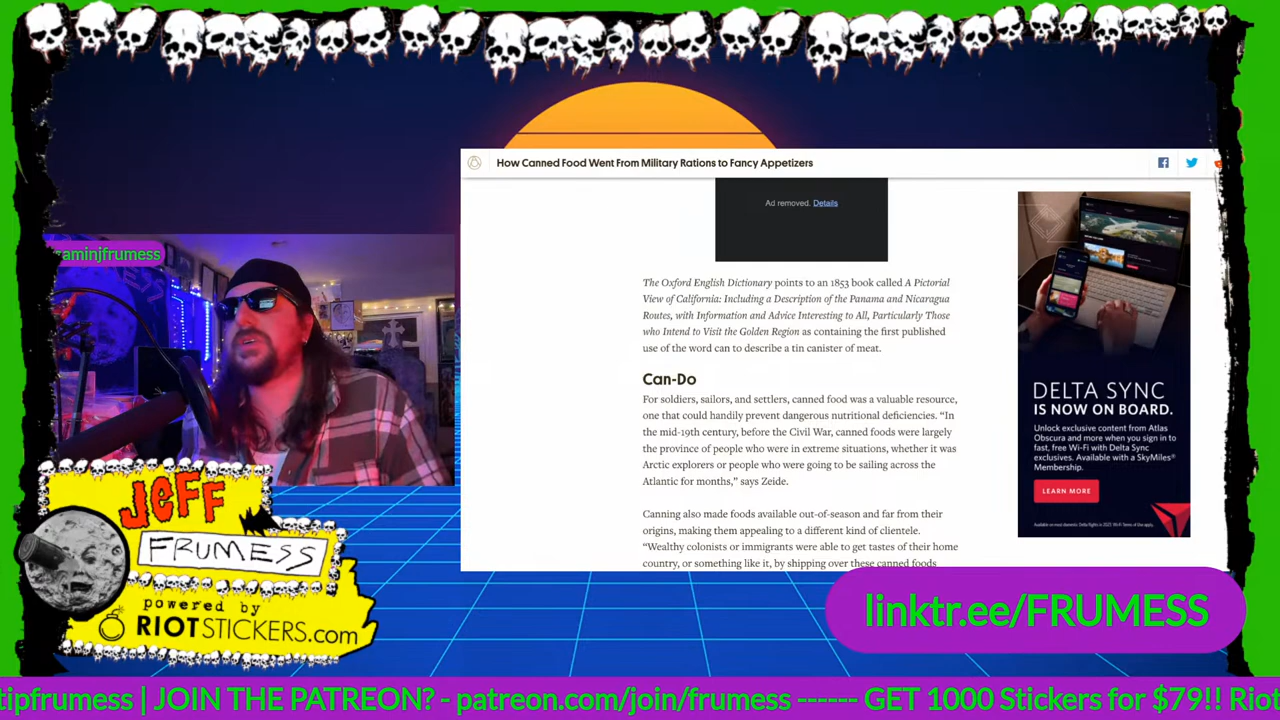 How Canned Food Went From Military Rations to Fancy Appetizers
Ad removed. Details
The Oxford English Dictionary points to an 1853 book called A Pictorial
View of California: Including a Description of the Panama and Nicaragua
Routes, with Information and Advice Interesting to All, Particularly Those
who Intend to Visit the Golden Region as containing the first published
use of the word can to describe a tin canister of meat.
Can-Do
For soldiers, sailors, and settlers, canned food was a valuable resource,
one that could handily prevent dangerous nutritional deficiencies. “In
the mid-19th century, before the Civil War, canned foods were largely
the province of people who were in extreme situations, whether it was
Arctic explorers or people who were going to be sailing across the
Atlantic for months,” says Zeide.
Canning also made foods available out-of-season and far from their
origins, making them appealing to a different kind of clientele.
“Wealthy colonists or immigrants were able to get tastes of their home
country, or something like it, by shipping over these canned foods
DELTA SYNC
IS NOW ON BOARD.
Unlock exclusive content from Atlas
Obscura and more when you sign in to
fast, free Wi-Fi with Delta Sync
exclusives. Available with a SkyMiles®
Membership.
LEARN MORE
saminjfrumess
JEFF
FRUMESS
powered by
RIOTSTICKERS.com
linktr.ee/FRUMESS
tipfrumess | JOIN THE PATREON? - patreon.com/join/frumess ------ GET 1000 Stickers for $79!! Riot